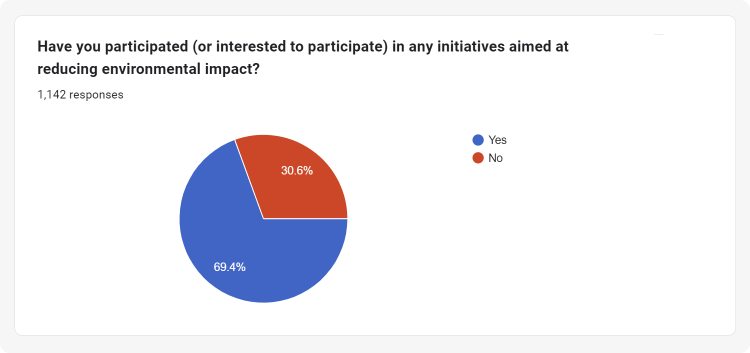 Have you participated (or interested to participate) in any initiatives aimed at
reducing environmental impact?
1,142 responses
Yes
No
30.6%
69.4%